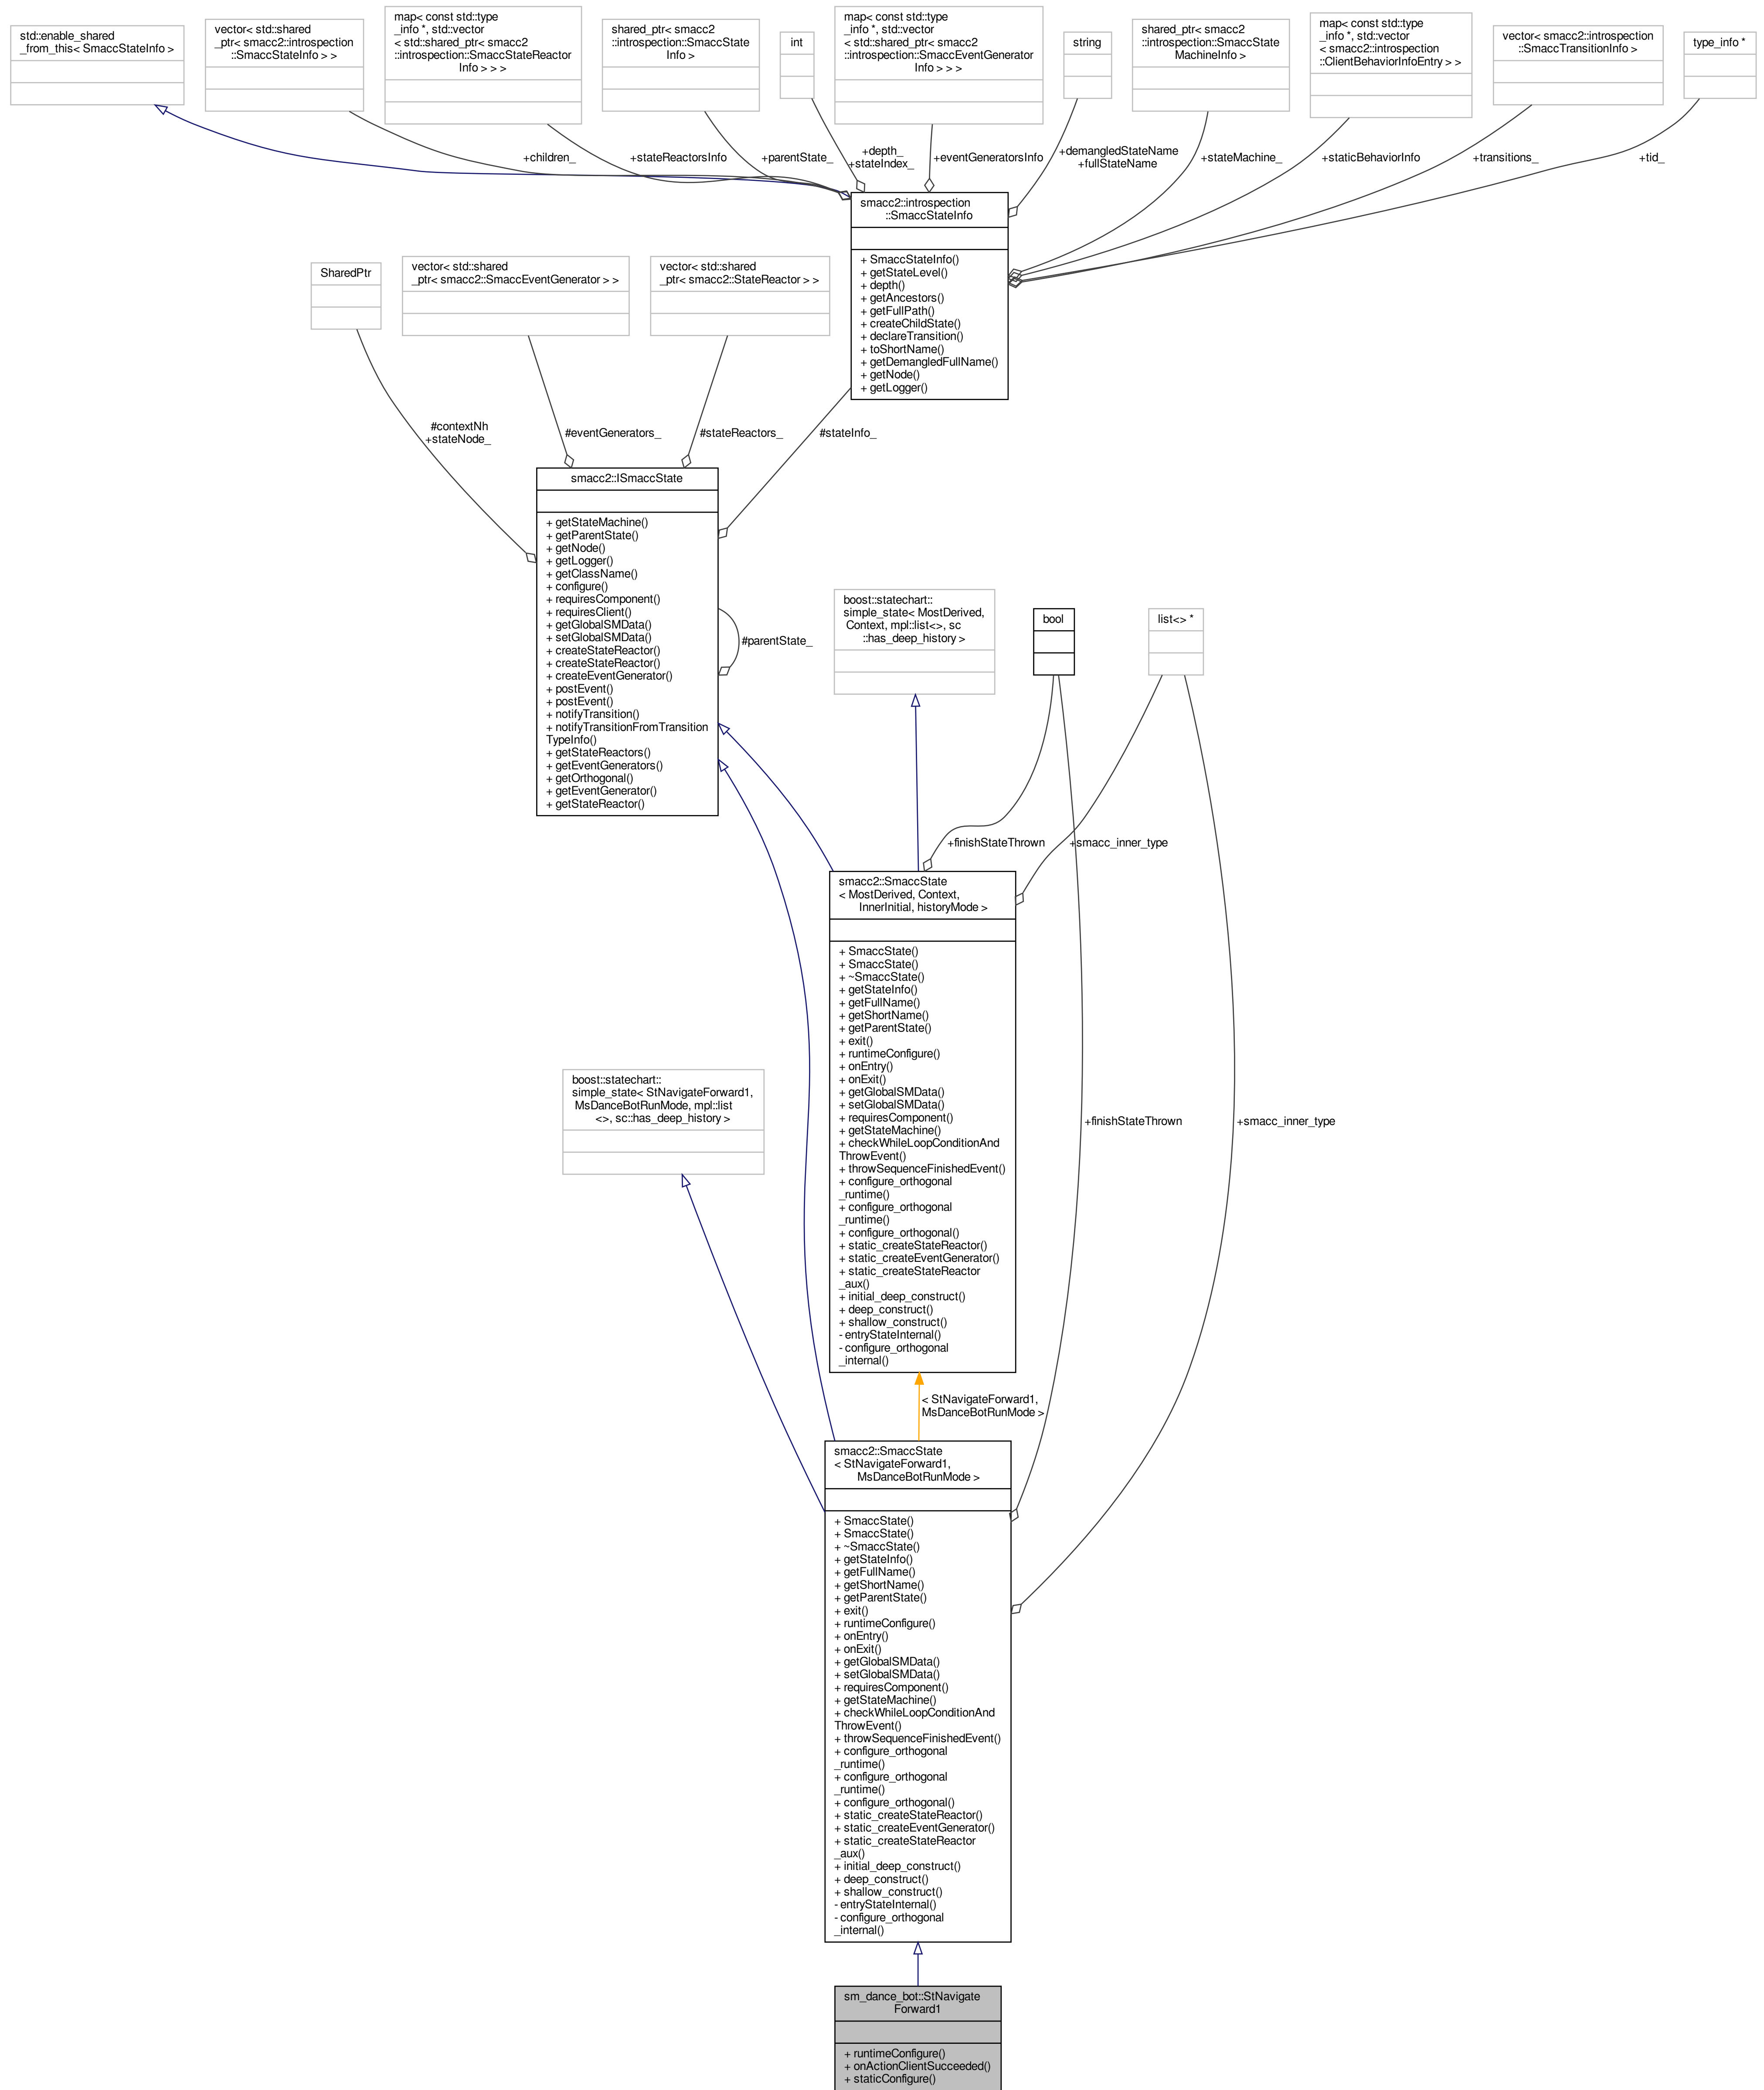 std::enable_shared
_from_this< SmaccStateInfo >
vector< std::shared
_ptr< smacc2::introspection
::SmaccStateInfo > >
map< const std::type
_info *, std::vector
< std::shared_ptr< smacc2
::introspection::SmaccStateReactor
Info > > >
shared_ptr< smacc2
::introspection::SmaccState
Info >
int
map< const std::type
_info *, std::vector
< std::shared_ptr< smacc2
::introspection::SmaccEventGenerator
Info > > >
string
shared_ptr< smacc2
::introspection::SmaccState
MachineInfo >
map< const std::type
_info *, std::vector
< smacc2::introspection
::ClientBehaviorInfoEntry > >
vector< smacc2::introspection
::SmaccTransitionInfo >
type_info *
+children_
+stateReactorsInfo
+parentState_
+depth_
+stateIndex_
+eventGeneratorsInfo
+demangledStateName
+fullStateName
+stateMachine_
+staticBehaviorInfo
+transitions_
+tid_
smacc2::introspection
::SmaccStateInfo
+ SmaccStateInfo()
+ getStateLevel()
+ depth()
+ getAncestors()
+ getFullPath()
+ createChildState()
+ declareTransition()
+ toShortName()
+ getDemangledFullName()
+ getNode()
+ getLogger()
SharedPtr
vector< std::shared
_ptr< smacc2::SmaccEventGenerator > >
vector< std::shared
_ptr< smacc2::StateReactor > >
#contextNh
+stateNode_
#eventGenerators_
#stateReactors_
#stateInfo_
smacc2::ISmaccState
+ getStateMachine()
+ getParentState()
+ getNode()
+ getLogger()
+ getClassName()
+ configure()
+ requiresComponent()
+ requiresClient()
+ getGlobalSMData()
+ setGlobalSMData()
+ createStateReactor()
+ createStateReactor()
+ createEventGenerator()
+ postEvent()
+ postEvent()
+ notifyTransition()
+ notifyTransitionFromTransition
TypeInfo()
+ getStateReactors()
+ getEventGenerators()
+ getOrthogonal()
+ getEventGenerator()
+ getStateReactor()
#parentState_
boost::statechart::
simple_state< MostDerived,
Context, mpl::list<>, sc
::has_deep_history >
bool
list<> *
+finishStateThrown
+smacc_inner_type
smacc2::SmaccState
< MostDerived, Context,
InnerInitial, historyMode >
+ SmaccState()
+ SmaccState()
+ ~SmaccState()
+ getStateInfo()
+ getFullName()
+ getShortName()
+ getParentState()
+ exit()
+ runtimeConfigure()
+ onEntry()
+ onExit()
+ getGlobalSMData()
+ setGlobalSMData()
+ requiresComponent()
+ getStateMachine()
+ checkWhileLoopConditionAnd
ThrowEvent()
+ throwSequenceFinishedEvent()
+ configure_orthogonal
_runtime()
+ configure_orthogonal
_runtime()
+ configure_orthogonal()
+ static_createStateReactor()
+ static_createEventGenerator()
+ static_createStateReactor
_aux()
+ initial_deep_construct()
+ deep_construct()
+ shallow_construct()
- entryStateInternal()
- configure_orthogonal
_internal()
boost::statechart::
simple_state< StNavigateForward1,
MsDanceBotRunMode, mpl::list
<>, sc::has_deep_history >
+finishStateThrown
+smacc_inner_type
< StNavigateForward1,
MsDanceBotRunMode >
smacc2::SmaccState
< StNavigateForward1,
MsDanceBotRunMode >
+ SmaccState()
+ SmaccState()
+ ~SmaccState()
+ getStateInfo()
+ getFullName()
+ getShortName()
+ getParentState()
+ exit()
+ runtimeConfigure()
+ onEntry()
+ onExit()
+ getGlobalSMData()
+ setGlobalSMData()
+ requiresComponent()
+ getStateMachine()
+ checkWhileLoopConditionAnd
ThrowEvent()
+ throwSequenceFinishedEvent()
+ configure_orthogonal
_runtime()
+ configure_orthogonal
_runtime()
+ configure_orthogonal()
+ static_createStateReactor()
+ static_createEventGenerator()
+ static_createStateReactor
_aux()
+ initial_deep_construct()
+ deep_construct()
+ shallow_construct()
- entryStateInternal()
- configure_orthogonal
_internal()
sm_dance_bot::StNavigate
Forward1
+ runtimeConfigure()
+ onActionClientSucceeded()
+ staticConfigure()